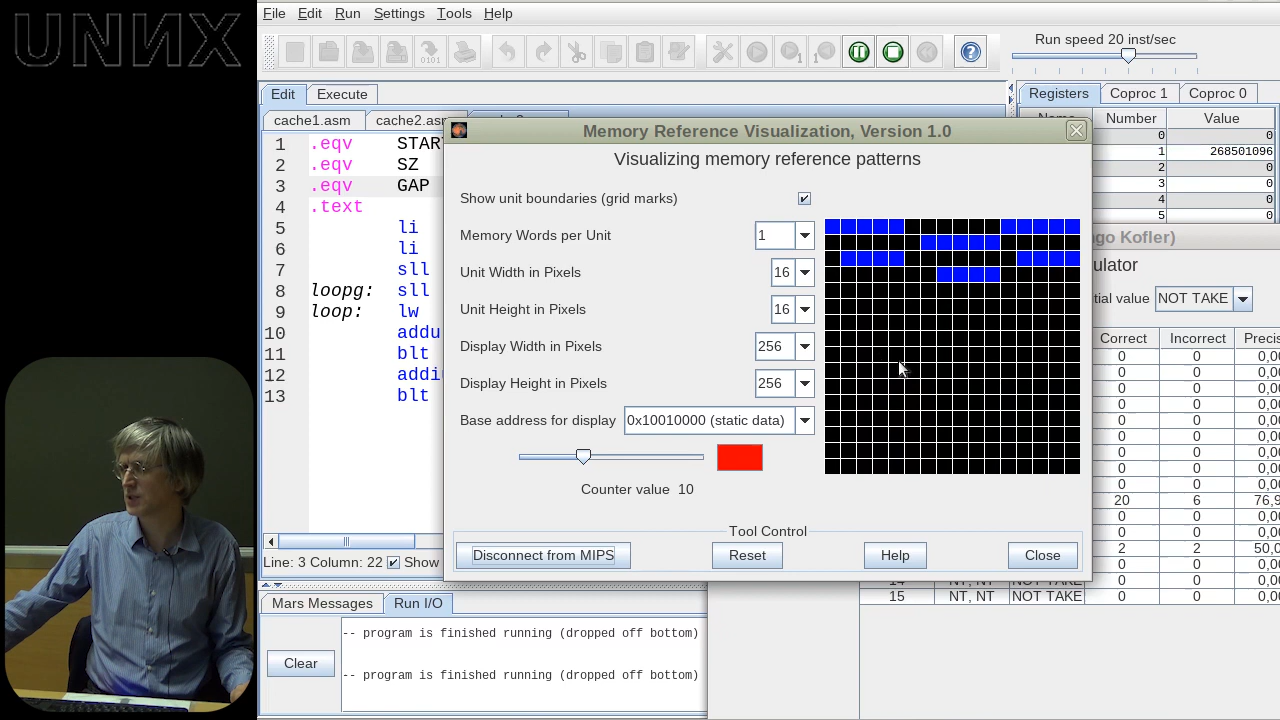 UNИX
File Edit Run Settings Tools Help
0101
1
1
Run speed 20 inst/sec
Edit Execute
Registers Coproc 1 Coproc 0
cache1.asm cache2.asm
Number Value
0 0
1 268501096
2 0
3 0
4 0
5 0
1 .eqv START
2 .eqv SZ
3 .eqv GAP
4 .text
5 li
6 li
7 sll
8 loopg: sll
9 loop: lw
10 addu
11 blt
12 addiu
13 blt
Line: 3 Column: 22 Show
Memory Reference Visualization, Version 1.0
Visualizing memory reference patterns
Show unit boundaries (grid marks)
Memory Words per Unit 1
Unit Width in Pixels 16
Unit Height in Pixels 16
Display Width in Pixels 256
Display Height in Pixels 256
Base address for display 0x10010000 (static data)
Counter value 10
Tool Control
Disconnect from MIPS Reset Help Close
ngo Kofler)
ulator
tial value NOT TAKE
Correct Incorrect Precis
0 0 0,00
0 0 0,00
0 0 0,00
0 0 0,00
0 0 0,00
0 0 0,00
0 0 0,00
0 0 0,00
0 0 0,00
20 6 76,9
0 0 0,00
0 0 0,00
2 2 50,0
0 0 0,00
14 NT, NT NOT TAKE 0 0 0,00
15 NT, NT NOT TAKE 0 0 0,00
Mars Messages Run I/O
Clear
-- program is finished running (dropped off bottom)
-- program is finished running (dropped off bottom)